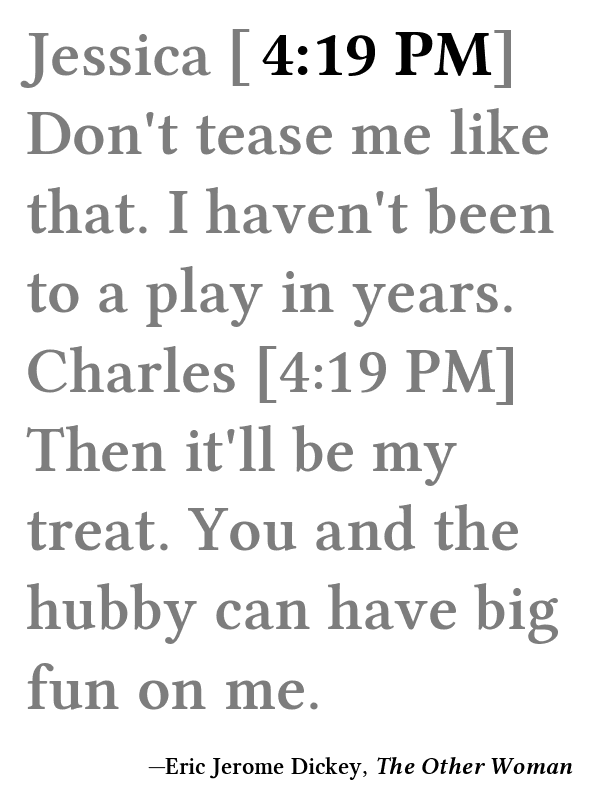 Jessica [ 4:19 PM]
Don't tease me like
that. I haven't been
to a play in years.
Charles [4:19 PM]
Then it'll be my
treat. You and the
hubby can have big
fun on me.
—Eric Jerome Dickey, The Other Woman